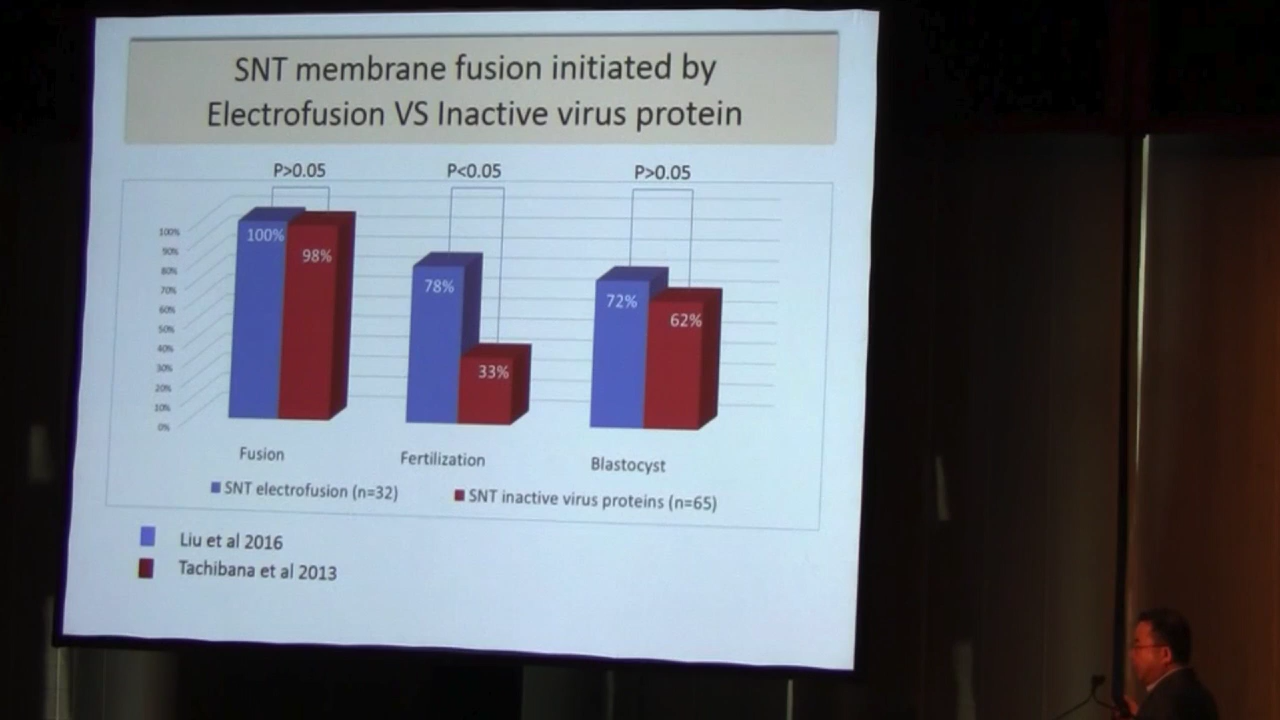 SNT membrane fusion initiated by
Electrofusion VS Inactive virus protein
P>0.05
P<0.05
P>0.05
100%
90%
80%
70%
60%
50%
40%
30%
20%
10%
0%
100%
98%
78%
33%
72%
62%
Fusion
Fertilization
Blastocyst
SNT electrofusion (n=32)
SNT inactive virus proteins (n=65)
Liu et al 2016
Tachibana et al 2013